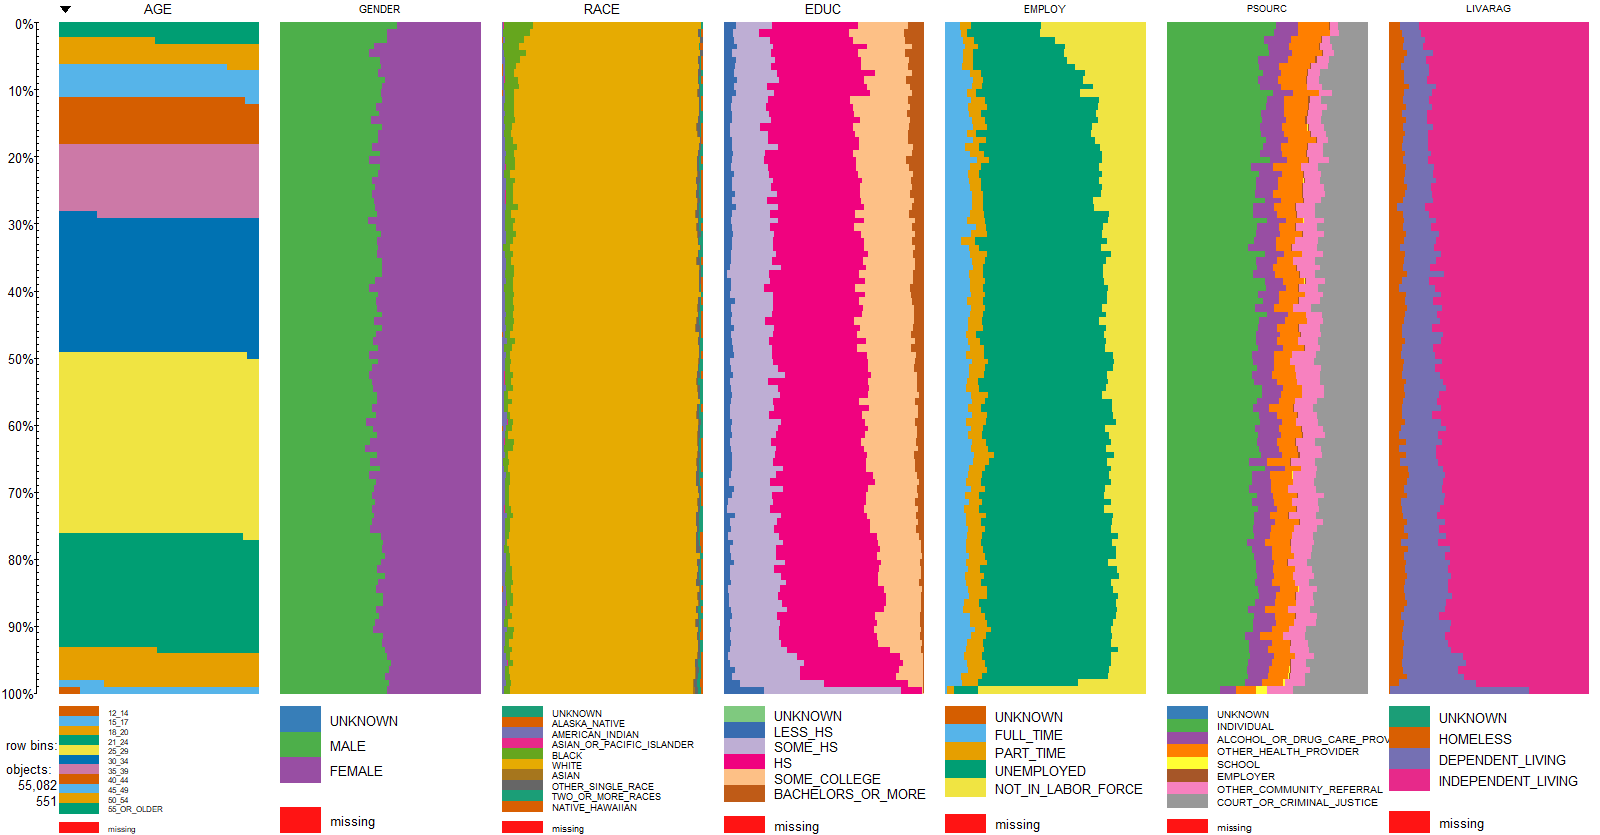 AGE
GENDER
RACE
EDUC
EMPLOY
PSOURC
LIVARAG
0%
10%
20%
30%
40%
50%
60%
70%
80%
90%
100%
row bins:
objects:
55,082
551
12_14
15_17
18_20
21_24
25_29
30_34
35_39
40_44
45_49
50_54
55_OR_OLDER
missing
UNKNOWN
MALE
FEMALE
missing
UNKNOWN
ALASKA_NATIVE
AMERICAN_INDIAN
ASIAN_OR_PACIFIC_ISLANDER
BLACK
WHITE
ASIAN
OTHER_SINGLE_RACE
TWO_OR_MORE_RACES
NATIVE_HAWAIIAN
missing
UNKNOWN
LESS_HS
SOME_HS
HS
SOME_COLLEGE
BACHELORS_OR_MORE
missing
UNKNOWN
FULL_TIME
PART_TIME
UNEMPLOYED
NOT_IN_LABOR_FORCE
missing
UNKNOWN
INDIVIDUAL
ALCOHOL_OR_DRUG_CARE_PROV
OTHER_HEALTH_PROVIDER
SCHOOL
EMPLOYER
OTHER_COMMUNITY_REFERRAL
COURT_OR_CRIMINAL_JUSTICE
missing
UNKNOWN
HOMELESS
DEPENDENT_LIVING
INDEPENDENT_LIVING
missing